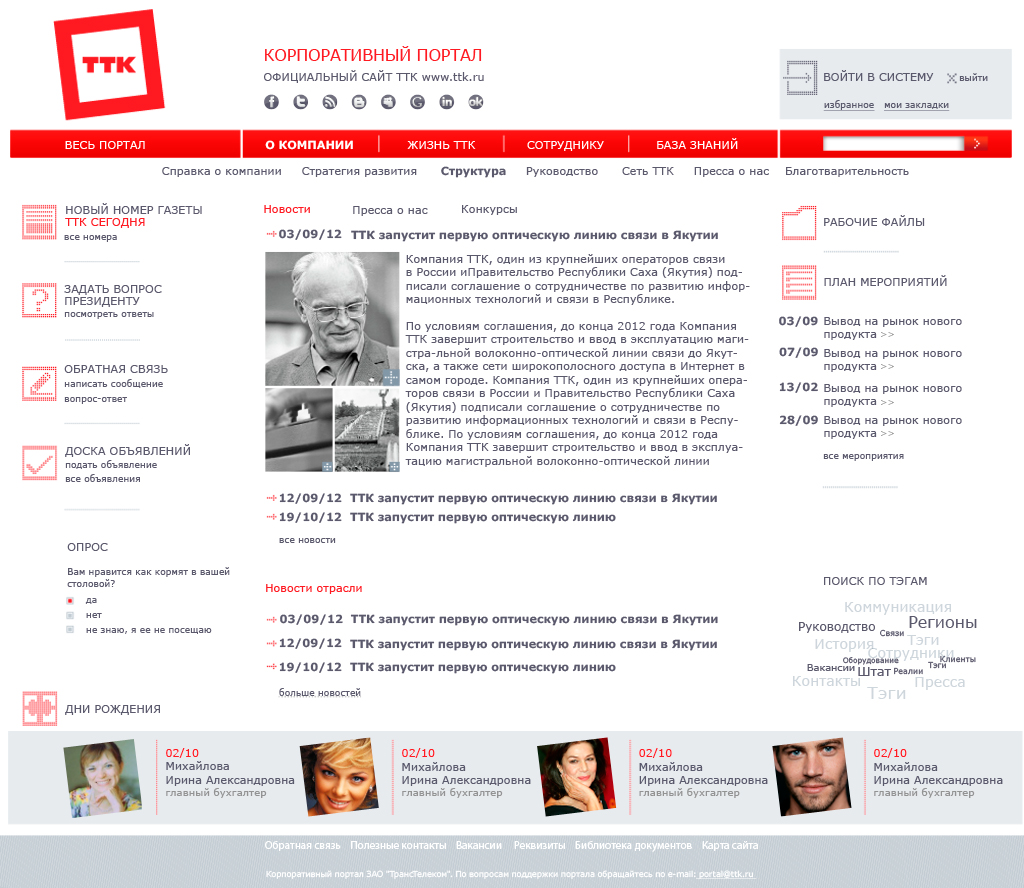 ТТК
КОРПОРАТИВНЫЙ ПОРТАЛ
ОФИЦИАЛЬНЫЙ САЙТ ТТК www.ttk.ru
ВОЙТИ В СИСТЕМУ выйти
избранное мои закладки
ВЕСЬ ПОРТАЛ О КОМПАНИИ ЖИЗНЬ ТТК СОТРУДНИКУ БАЗА ЗНАНИЙ
Справка о компании Стратегия развития Структура Руководство Сеть ТТК Пресса о нас Благотварительность
НОВЫЙ НОМЕР ГАЗЕТЫ
ТТК СЕГОДНЯ
все номера
ЗАДАТЬ ВОПРОС
ПРЕЗИДЕНТУ
посмотреть ответы
ОБРАТНАЯ СВЯЗЬ
написать сообщение
вопрос-ответ
ДОСКА ОБЪЯВЛЕНИЙ
подать объявление
все объявления
ОПРОС
Вам нравится как кормят в вашей
столовой?
да
нет
не знаю, я ее не посещаю
Новости Пресса о нас Конкурсы
03/09/12 ТТК запустит первую оптическую линию связи в Якутии
Компания ТТК, один из крупнейших операторов связи
в России иПравительство Республики Саха (Якутия) под-
писали соглашение о сотрудничестве по развитию инфор-
мационных технологий и связи в Республике.
По условиям соглашения, до конца 2012 года Компания
ТТК завершит строительство и ввод в эксплуатацию маги-
стра-льной волоконно-оптической линии связи до Якут-
ска, а также сети широкополосного доступа в Интернет в
самом городе. Компания ТТК, один из крупнейших опера-
торов связи в России и Правительство Республики Саха
(Якутия) подписали соглашение о сотрудничестве по
развитию информационных технологий и связи в Респу-
блике. По условиям соглашения, до конца 2012 года
Компания ТТК завершит строительство и ввод в эксплуа-
тацию магистральной волоконно-оптической линии
12/09/12 ТТК запустит первую оптическую линию связи в Якутии
19/10/12 ТТК запустит первую оптическую линию
все новости
Новости отрасли
03/09/12 ТТК запустит первую оптическую линию связи в Якутии
12/09/12 ТТК запустит первую оптическую линию связи в Якутии
19/10/12 ТТК запустит первую оптическую линию
больше новостей
РАБОЧИЕ ФАЙЛЫ
ПЛАН МЕРОПРИЯТИЙ
03/09 Вывод на рынок нового
продукта >>
07/09 Вывод на рынок нового
продукта >>
13/02 Вывод на рынок нового
продукта >>
28/09 Вывод на рынок нового
продукта >>
все мероприятия
ПОИСК ПО ТЭГАМ
Коммуникация
Руководство Связи Регионы
История Тэги
Сотрудники
Оборудование Клиенты
Вакансии Штат Реалии Тэги
Контакты Пресса
Тэги
ДНИ РОЖДЕНИЯ
02/10
Михайлова
Ирина Александровна
главный бухгалтер
02/10
Михайлова
Ирина Александровна
главный бухгалтер
02/10
Михайлова
Ирина Александровна
главный бухгалтер
02/10
Михайлова
Ирина Александровна
главный бухгалтер
Обратная связь Полезные контакты Вакансии Реквизиты Библиотека документов Карта сайта
Корпоративный портал ЗАО "ТрансТелеком". По вопросам поддержки портала обращайтесь по e-mail: portal@ttk.ru